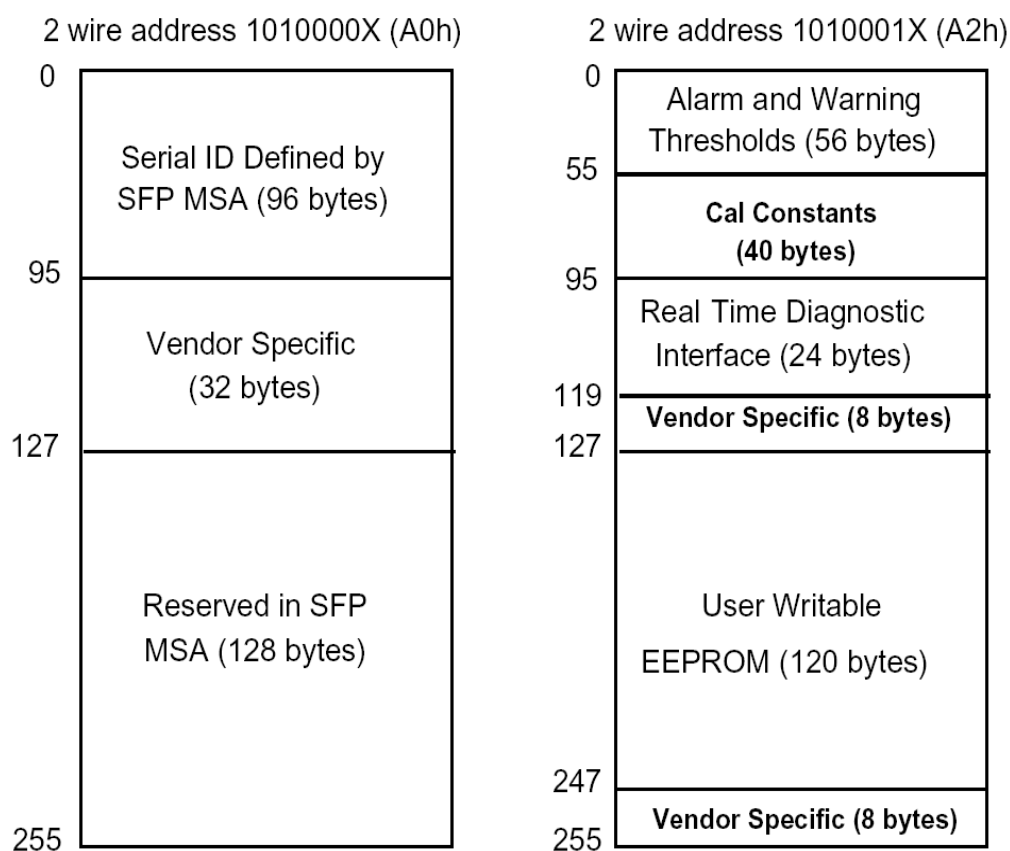 2 wire address 1010000X (A0h)
0
Serial ID Defined by
SFP MSA (96 bytes)
95
Vendor Specific
(32 bytes)
127
Reserved in SFP
MSA (128 bytes)
255
2 wire address 1010001X (A2h)
0
Alarm and Warning
Thresholds (56 bytes)
55
Cal Constants
(40 bytes)
95
Real Time Diagnostic
Interface (24 bytes)
119
Vendor Specific (8 bytes)
127
User Writable
EEPROM (120 bytes)
247
Vendor Specific (8 bytes)
255